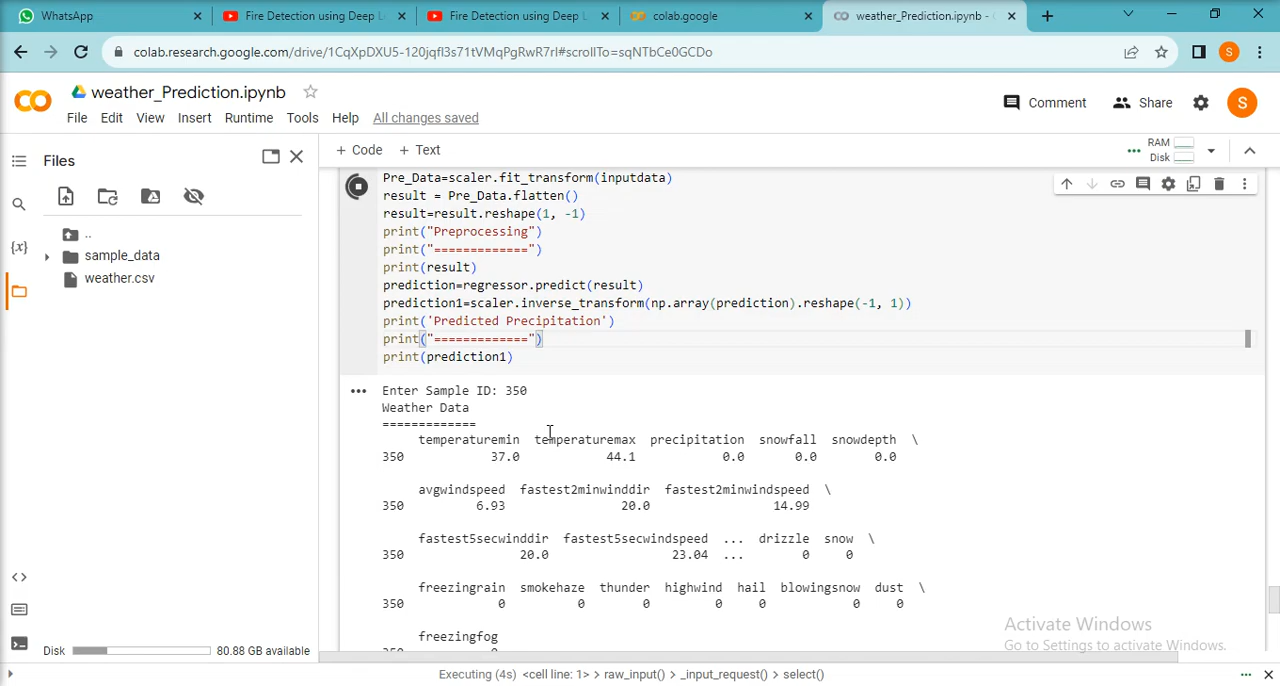 WhatsApp
Fire Detection using Deep L
Fire Detection using Deep L
colab.google
weather_Prediction.ipynb -
colab.research.google.com/drive/1CqXpDXU5-120jqfI3s71tVMqPgRwR7rl#scrollTo=sqNTbCe0GCDo
S
weather_Prediction.ipynb
File Edit View Insert Runtime Tools Help All changes saved
Comment
Share
S
Files
+ Code + Text
RAM
Disk
{x}
..
sample_data
weather.csv
Pre_Data=scaler.fit_transform(inputdata)
result = Pre_Data.flatten()
result=result.reshape(1, -1)
print("Preprocessing")
print("=============")
print(result)
prediction=regressor.predict(result)
prediction1=scaler.inverse_transform(np.array(prediction).reshape(-1, 1))
print('Predicted Precipitation')
print("=============")
print(prediction1)
Enter Sample ID: 350
Weather Data
=============
temperaturemin temperaturemax precipitation snowfall snowdepth \
350 37.0 44.1 0.0 0.0 0.0
avgwindspeed fastest2minwinddir fastest2minwindspeed \
350 6.93 20.0 14.99
fastest5secwinddir fastest5secwindspeed ... drizzle snow \
350 20.0 23.04 ... 0 0
freezingrain smokehaze thunder highwind hail blowingsnow dust \
350 0 0 0 0 0 0 0
freezingfog
350 0
Disk 80.88 GB available
Activate Windows
Go to Settings to activate Windows.
Executing (4s) <cell line: 1> > raw_input() > _input_request() > select()